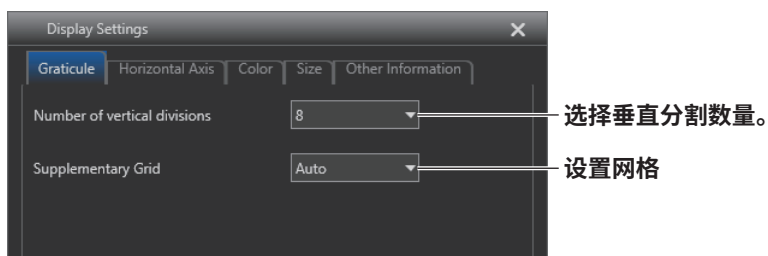 Display Settings
Graticule Horizontal Axis Color Size Other Information
Number of vertical divisions 8 选择垂直分割数量。
Supplementary Grid Auto 设置网格